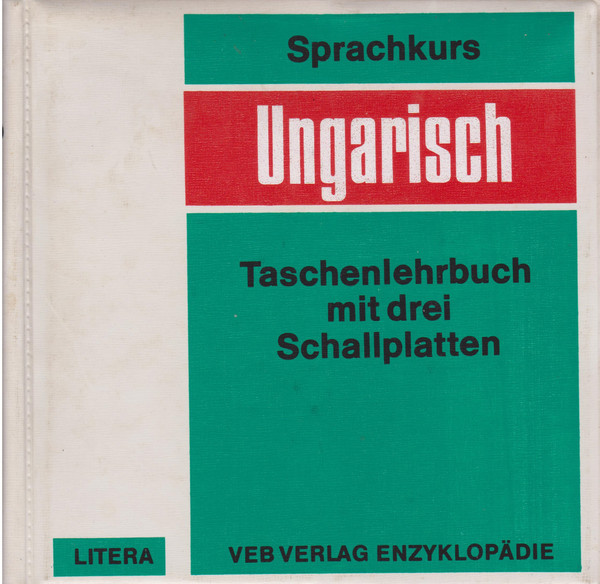 Sprachkurs
Ungarisch
Taschenlehrbuch
mit drei
Schallplatten
LITERA
VEB VERLAG ENZYKLOPÄDIE